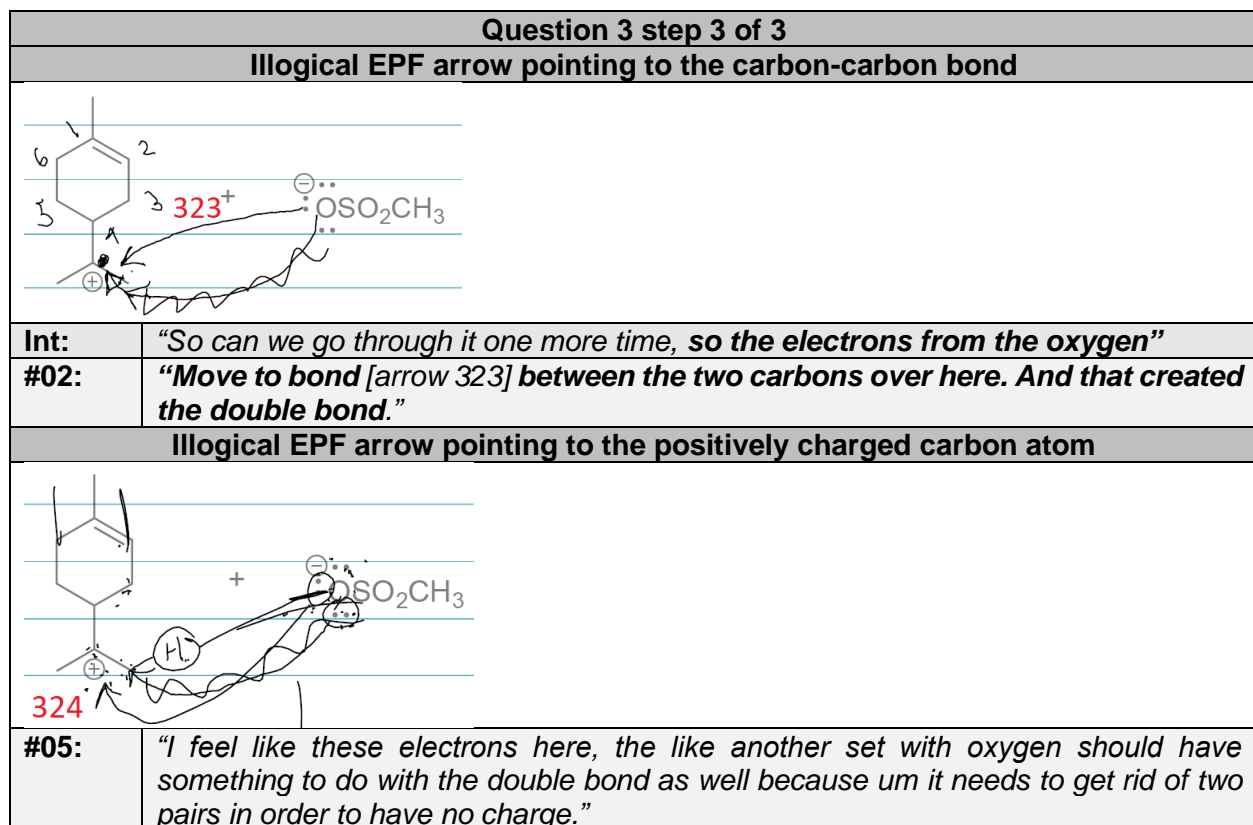 Question 3 step 3 of 3
Illogical EPF arrow pointing to the carbon-carbon bond
1
6
2
5
3
323
+
OSO₂CH₃
Int: “So can we go through it one more time, so the electrons from the oxygen”
#02: “Move to bond [arrow 323] between the two carbons over here. And that created
the double bond.”
Illogical EPF arrow pointing to the positively charged carbon atom
+
OSO₂CH₃
H
324
#05: “I feel like these electrons here, the like another set with oxygen should have
something to do with the double bond as well because um it needs to get rid of two
pairs in order to have no charge.”